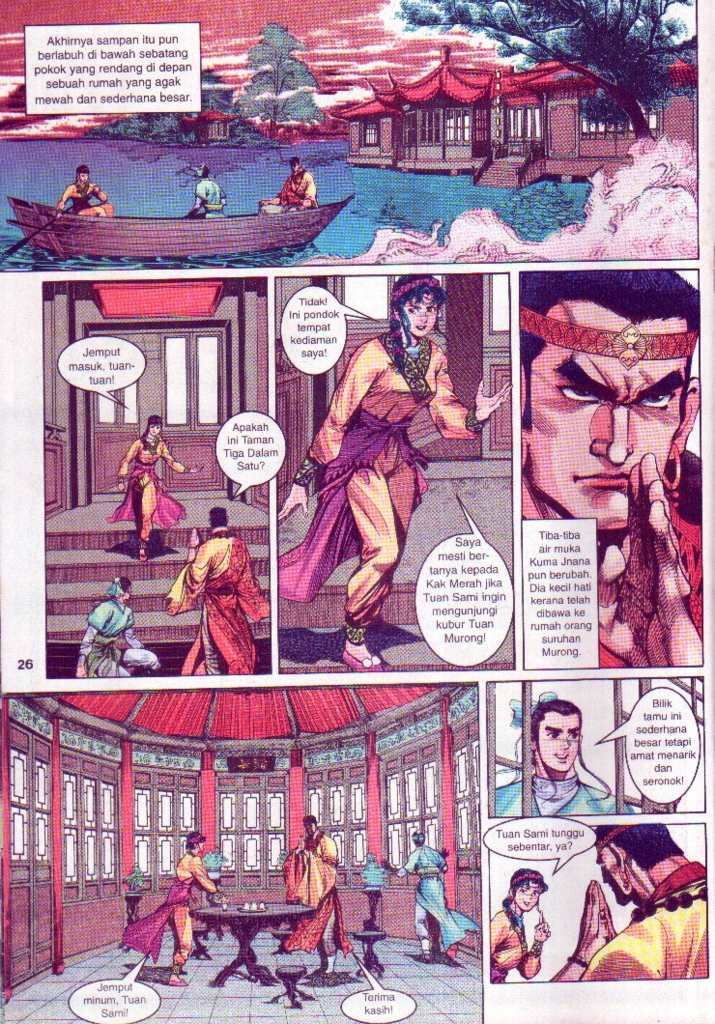 Akhirnya sampan itu pun
berlabuh di bawah sebatang
pokok yang rendang di depan
sebuah rumah yang agak
mewah dan sederhana besar.
Jemput
masuk, tuan-
tuan!
Apakah
ini Taman
Tiga Dalam
Satu?
Tidak!
Ini pondok
tempat
kediaman
saya!
Saya
mesti ber-
tanya kepada
Kak Merah jika
Tuan Sami ingin
mengunjungi
kubur Tuan
Murong!
Tiba-tiba
air muka
Kuma Jnana
pun berubah.
Dia kecil hati
kerana telah
dibawa ke
rumah orang
suruhan
Murong.
26
Jemput
minum, Tuan
Sami!
Terima
kasih!
Bilik
tamu ini
sederhana
besar tetapi
amat menarik
dan
seronok!
Tuan Sami tunggu
sebentar, ya?